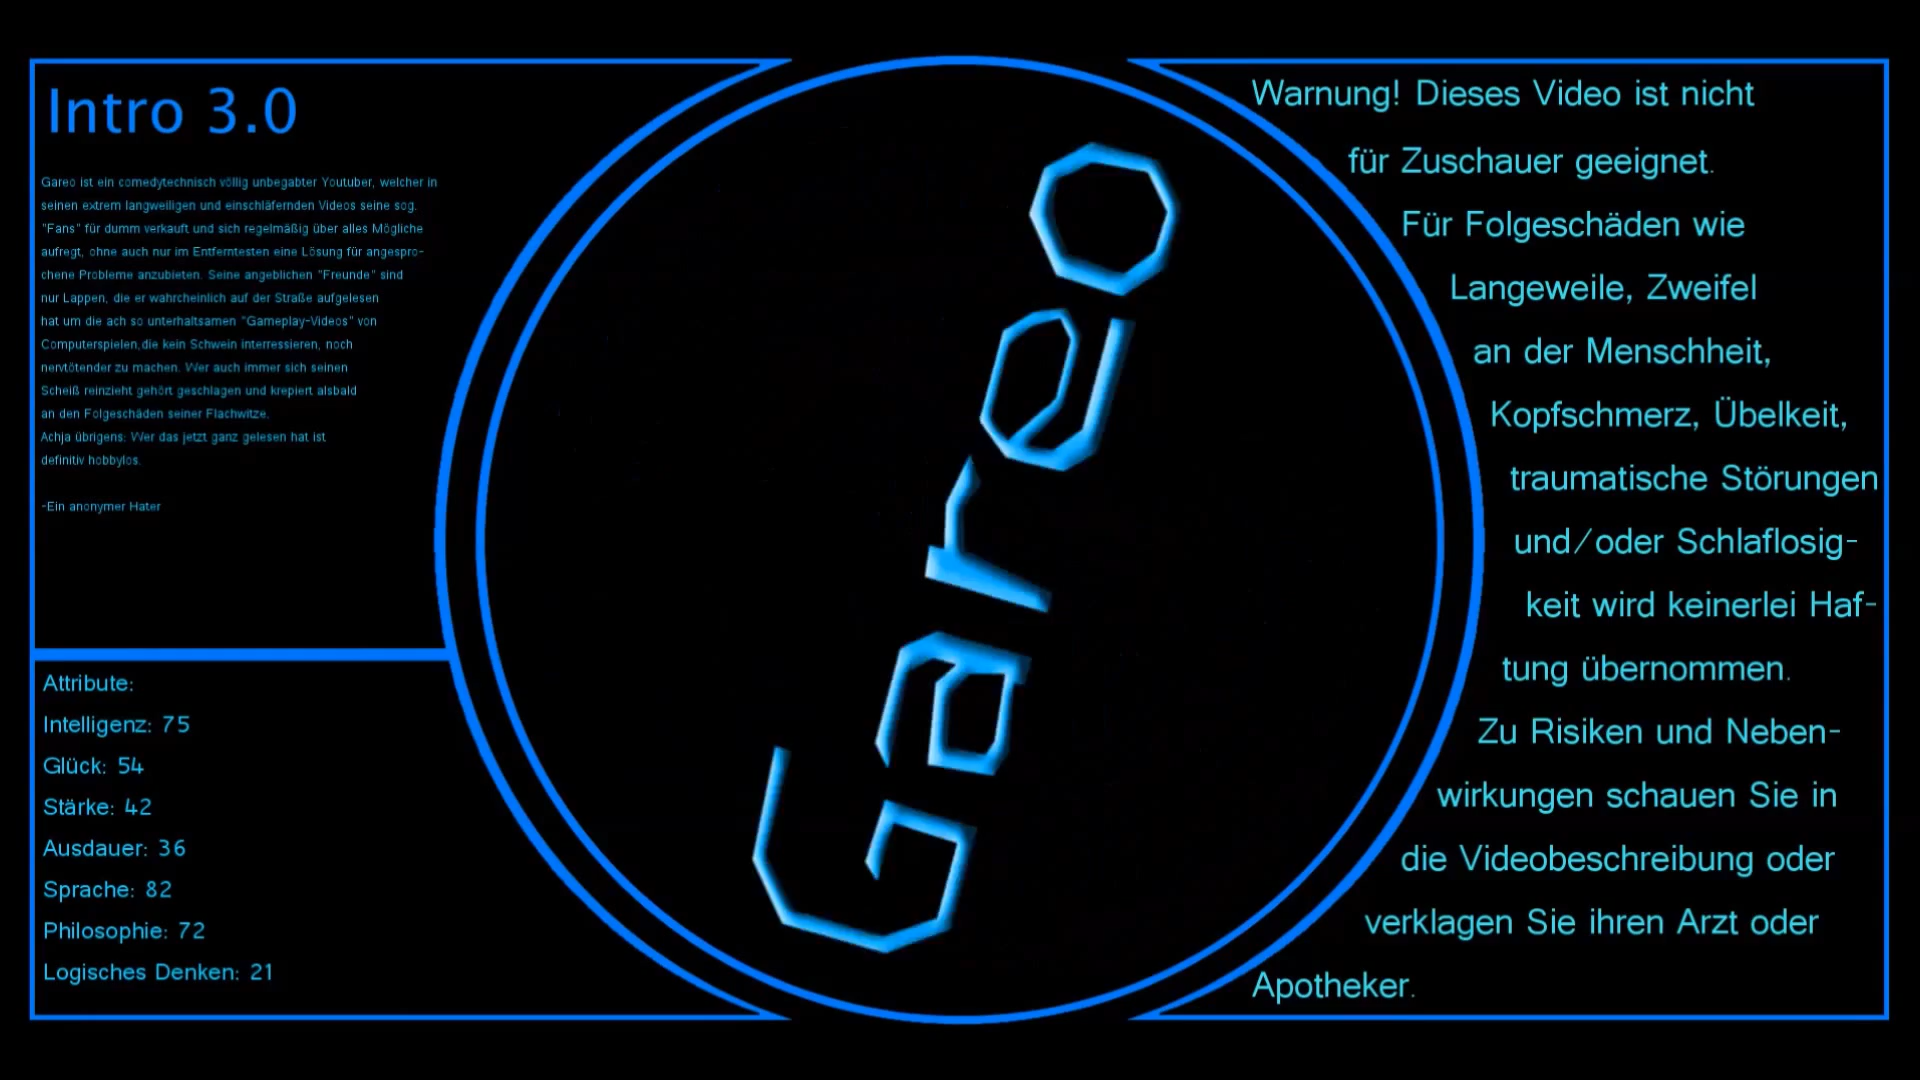 Intro 3.0
Gareo ist ein comedytechnisch völlig unbegabter Youtuber, welcher in
seinen extrem langweiligen und einschläfernden Videos seine sog.
"Fans" für dumm verkauft und sich regelmäßig über alles Mögliche
aufregt, ohne auch nur im Entferntesten eine Lösung für angespro-
chene Probleme anzubieten. Seine angeblichen "Freunde" sind
nur Lappen, die er wahrcheinlich auf der Straße aufgelesen
hat um die ach so unterhaltsamen "Gameplay-Videos" von
Computerspielen,die kein Schwein interressieren, noch
nervtötender zu machen. Wer auch immer sich seinen
Scheiß reinzieht gehört geschlagen und krepiert alsbald
an den Folgeschäden seiner Flachwitze.
Achja übrigens: Wer das jetzt ganz gelesen hat ist
definitiv hobbylos.
-Ein anonymer Hater
Attribute:
Intelligenz: 75
Glück: 54
Stärke: 42
Ausdauer: 36
Sprache: 82
Philosophie: 72
Logisches Denken: 21
Gareo
Warnung! Dieses Video ist nicht
für Zuschauer geeignet.
Für Folgeschäden wie
Langeweile, Zweifel
an der Menschheit,
Kopfschmerz, Übelkeit,
traumatische Störungen
und/oder Schlaflosig-
keit wird keinerlei Haf-
tung übernommen.
Zu Risiken und Neben-
wirkungen schauen Sie in
die Videobeschreibung oder
verklagen Sie ihren Arzt oder
Apotheker.